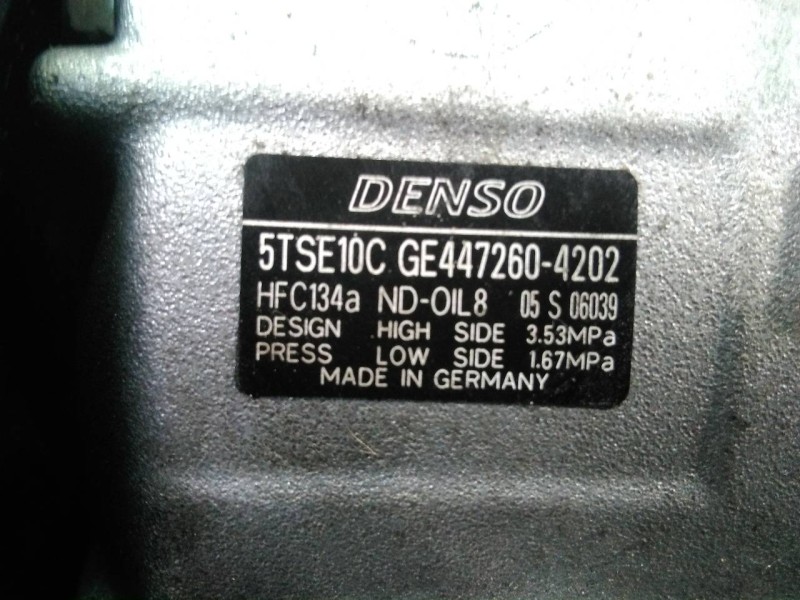 DENSO
5TSE10C GE447260-4202
HFC134a ND-OIL8 05 S 06039
DESIGN HIGH SIDE 3.53MPa
PRESS LOW SIDE 1.67MPa
MADE IN GERMANY